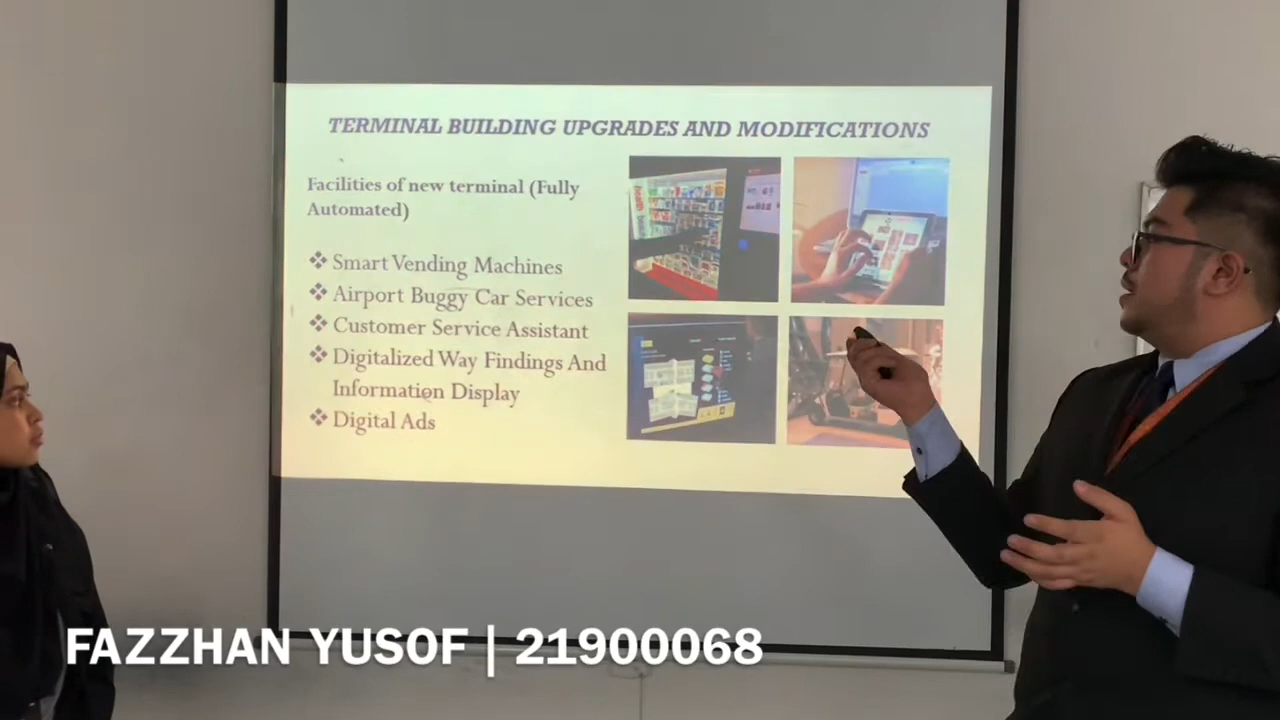 TERMINAL BUILDING UPGRADES AND MODIFICATIONS
Facilities of new terminal (Fully
Automated)
❖ Smart Vending Machines
❖ Airport Buggy Car Services
❖ Customer Service Assistant
❖ Digitalized Way Findings And
Information Display
❖ Digital Ads
FAZZHAN YUSOF | 21900068